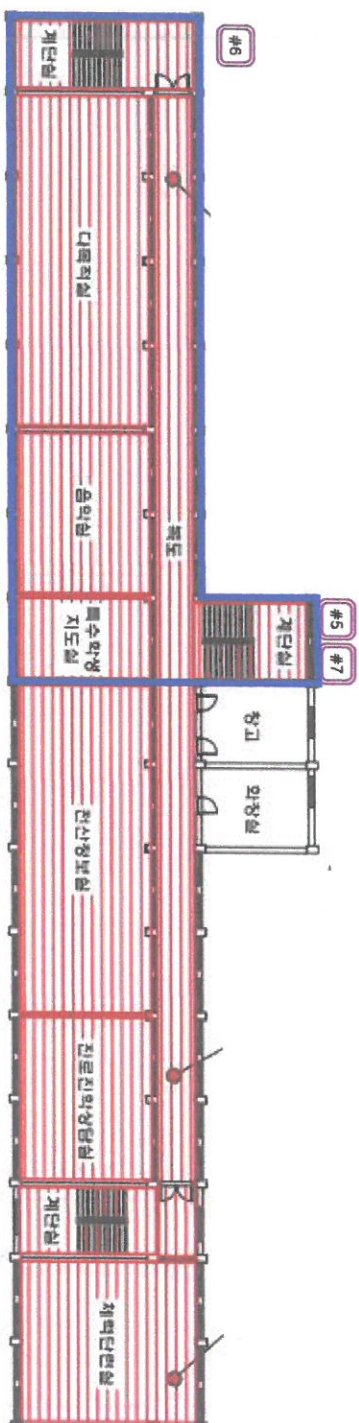 #6
계단실
다목적실
음악실
복도
특수학생
지도실
계단실
#5
#7
창고
화장실
전산정보실
진로진학상담실
계단실
체력단련실